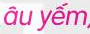 âu yếm,